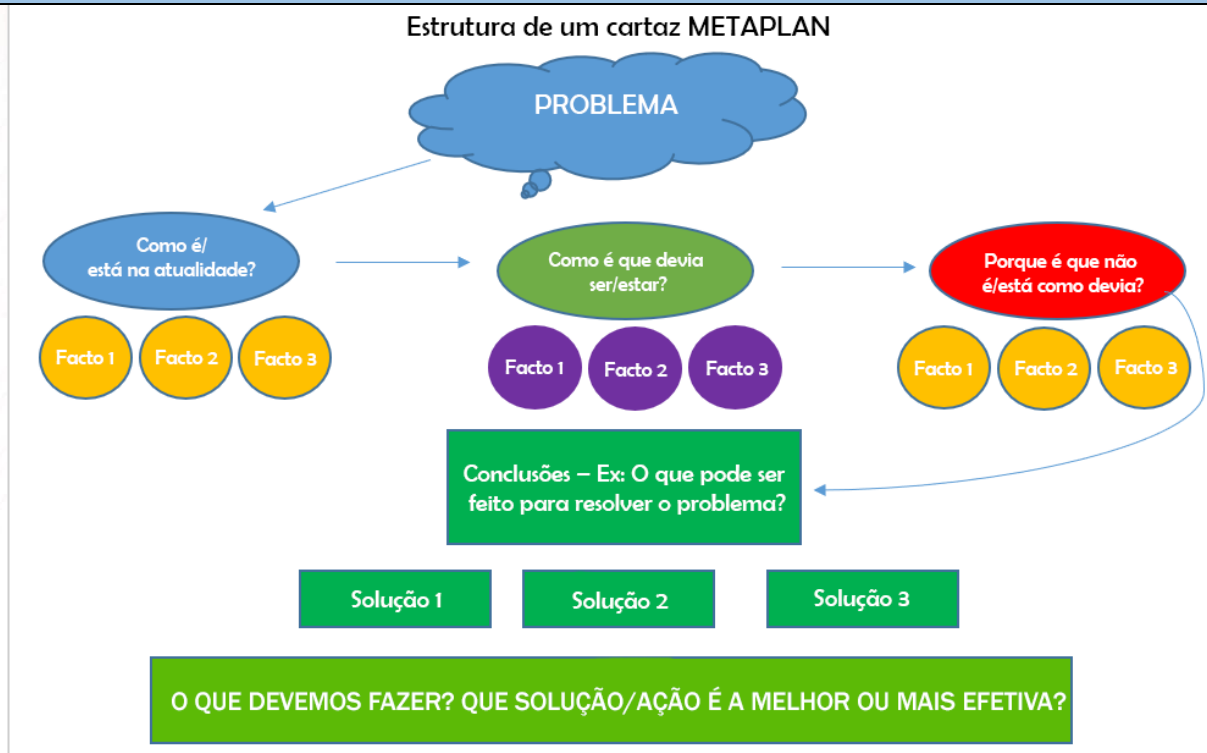 Estrutura de um cartaz METAPLAN
PROBLEMA
Como é/
está na atualidade?
Como é que devia
ser/estar?
Porque é que não
é/está como devia?
Facto 1
Facto 2
Facto 3
Facto 1
Facto 2
Facto 3
Facto 1
Facto 2
Facto 3
Conclusões – Ex: O que pode ser
feito para resolver o problema?
Solução 1
Solução 2
Solução 3
O QUE DEVEMOS FAZER? QUE SOLUÇÃO/AÇÃO É A MELHOR OU MAIS EFETIVA?